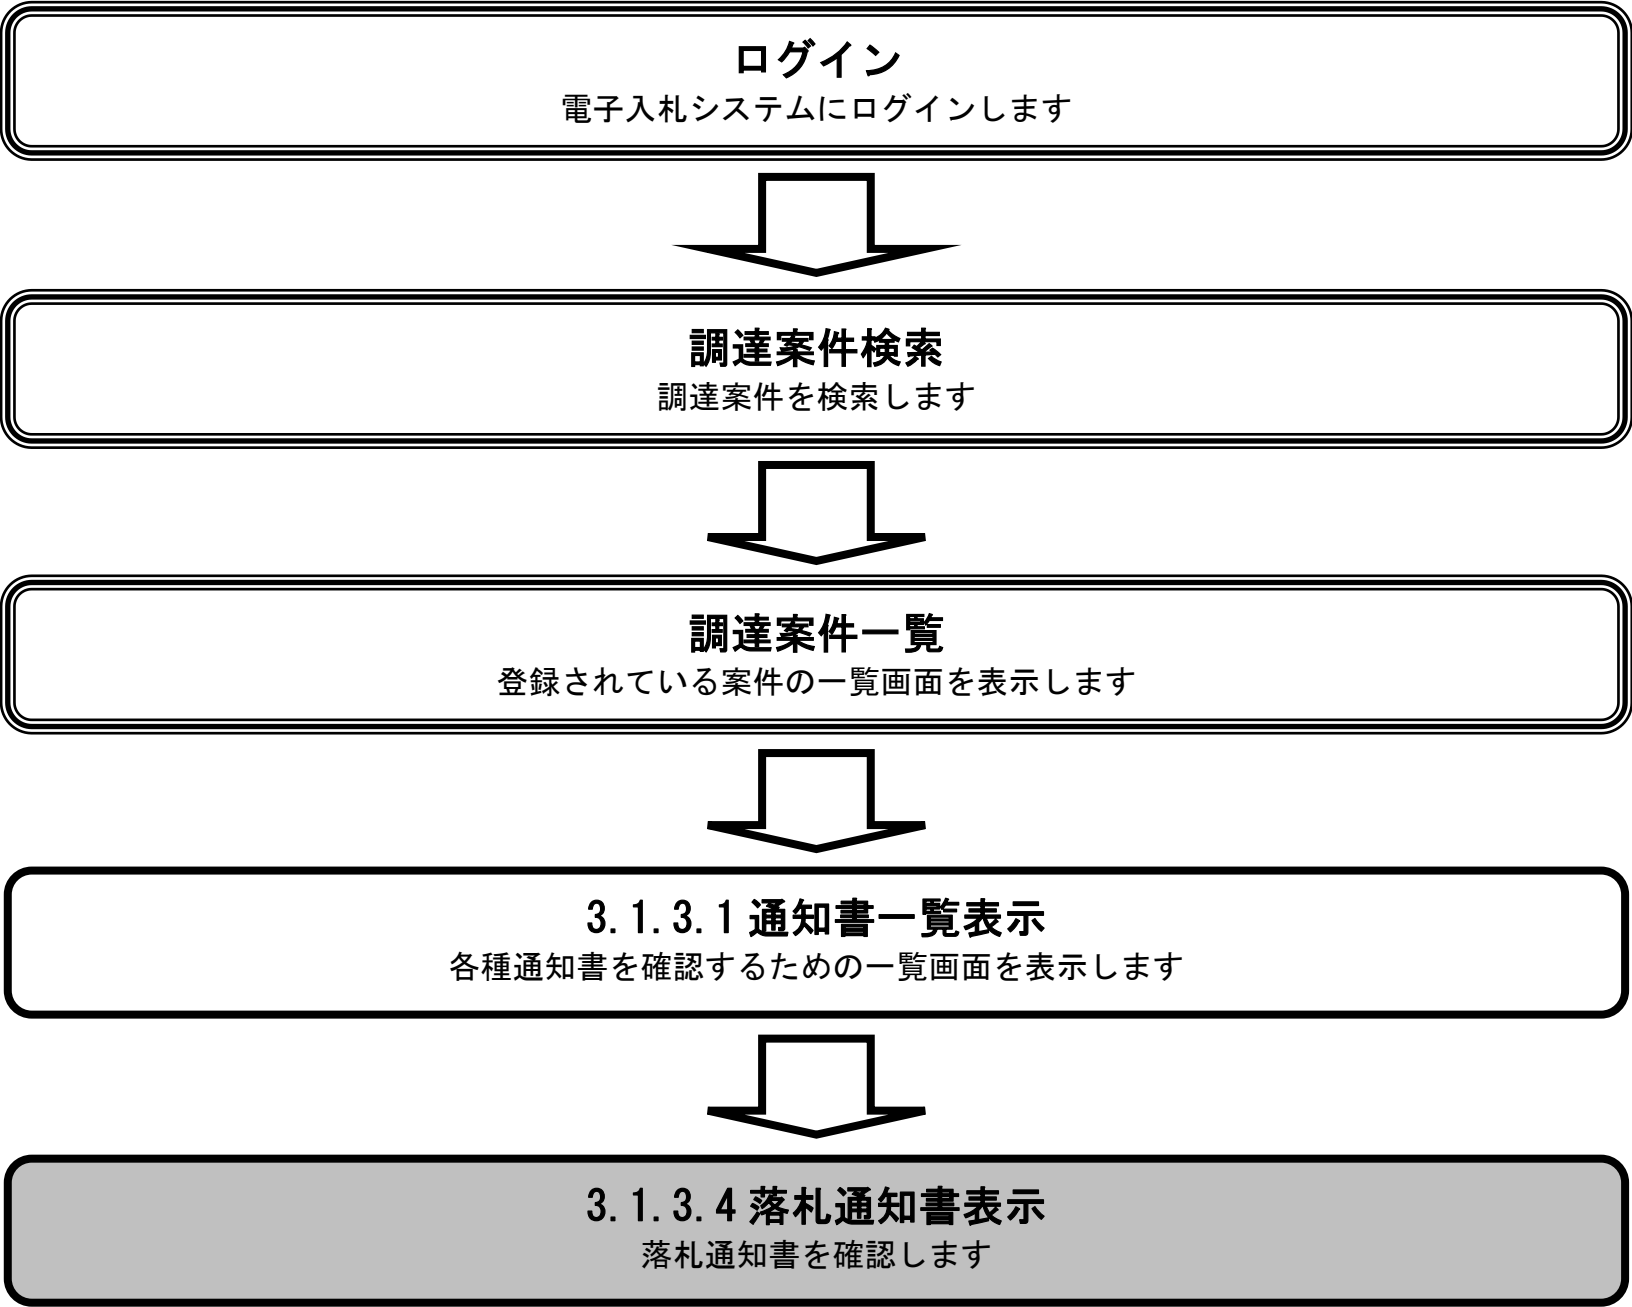 ログイン
電子入札システムにログインします
調達案件検索
調達案件を検索します
調達案件一覧
登録されている案件の一覧画面を表示します
3.1.3.1 通知書一覧表示
各種通知書を確認するための一覧画面を表示します
3.1.3.4 落札通知書表示
落札通知書を確認します